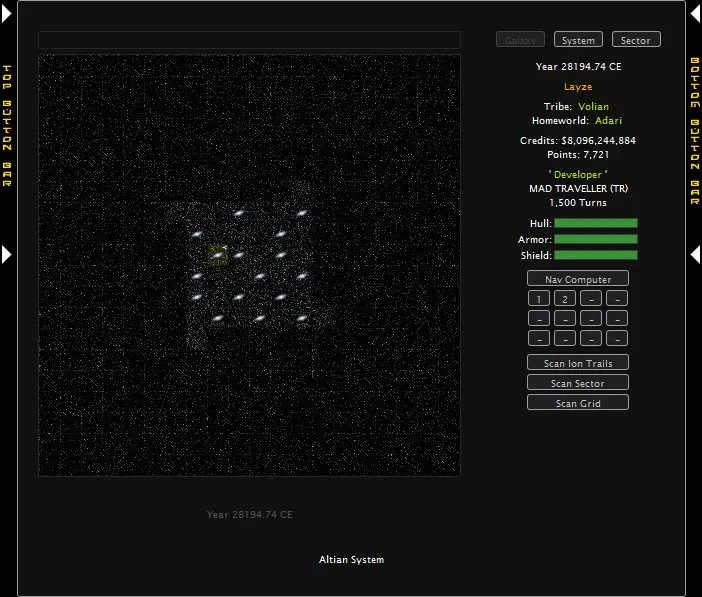 TOP BUTTON BAR
Galaxy System Sector
Year 28194.74 CE
Layze
Tribe: Volian
Homeworld: Adari
Credits: $8,096,244,884
Points: 7,721
' Developer '
MAD TRAVELLER (TR)
1,500 Turns
Hull:
Armor:
Shield:
Nav Computer
1 2 - -
- - - -
- - - -
Scan Ion Trails
Scan Sector
Scan Grid
Year 28194.74 CE
Altian System
BOTTOM BUTTON BAR